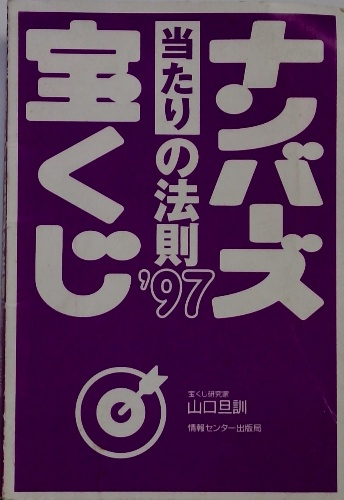 ナンバーズ
宝くじ
当たりの法則
'97
宝くじ研究家
山口旦訓
情報センター出版局